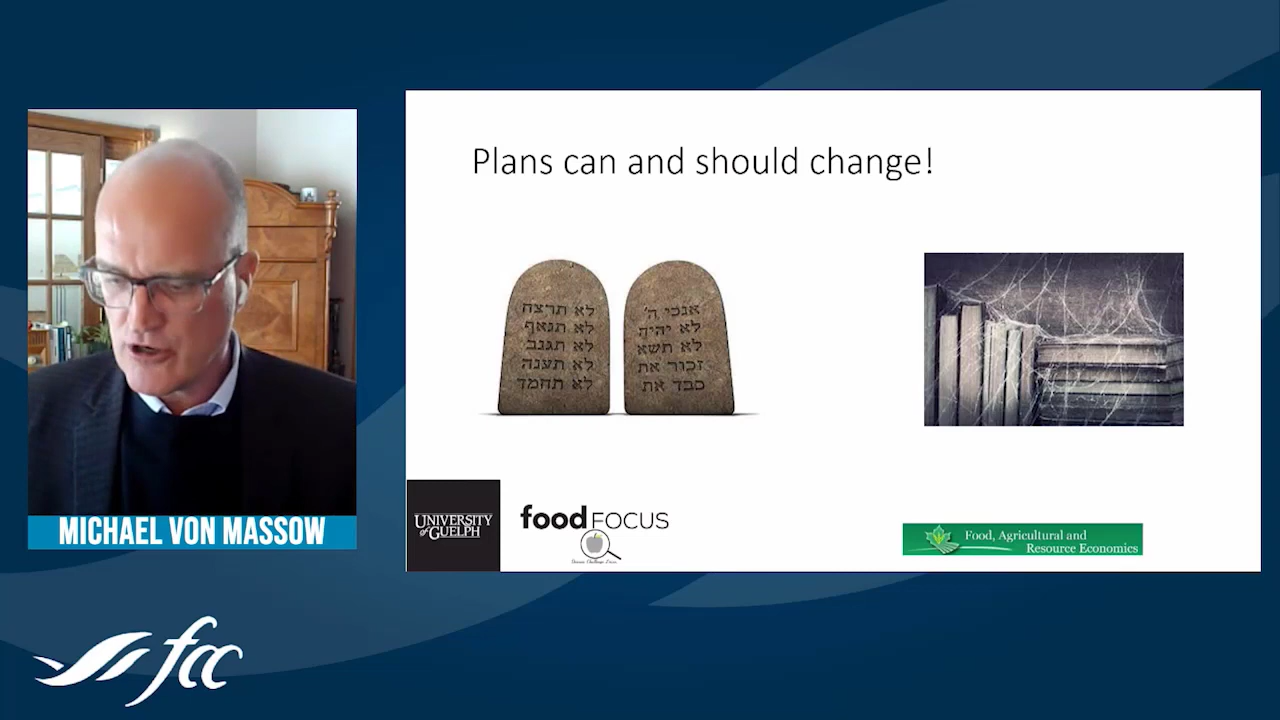 Plans can and should change!
לא תרצח
לא תנאף
לא תגנב
לא תענה
לא תחמד
אנכי ה'
לא יהיה
לא תשא
זכור את
כבד את
UNIVERSITY
of GUELPH
food FOCUS
Food, Agricultural and
Resource Economics
MICHAEL VON MASSOW
fcc